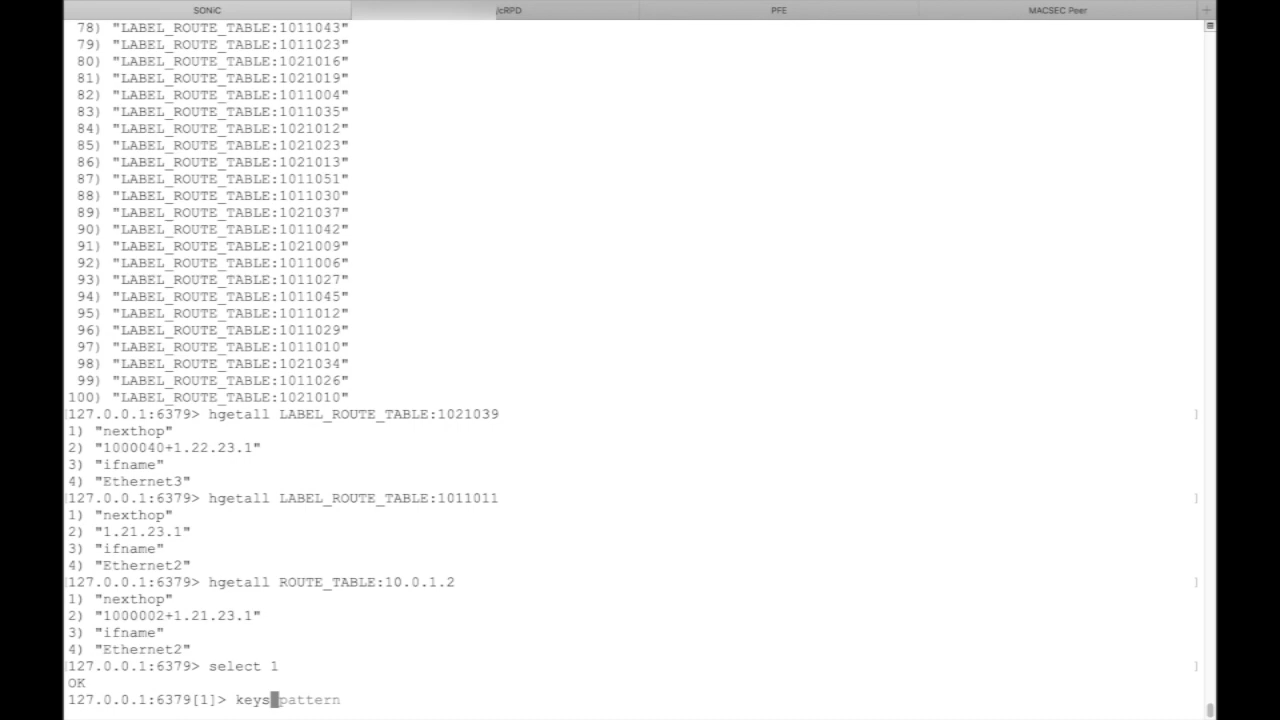 SONiC /cRPD PFE MACSEC Peer
78) "LABEL_ROUTE_TABLE:1011043"
79) "LABEL_ROUTE_TABLE:1011023"
80) "LABEL_ROUTE_TABLE:1021016"
81) "LABEL_ROUTE_TABLE:1021019"
82) "LABEL_ROUTE_TABLE:1011004"
83) "LABEL_ROUTE_TABLE:1011035"
84) "LABEL_ROUTE_TABLE:1021012"
85) "LABEL_ROUTE_TABLE:1021023"
86) "LABEL_ROUTE_TABLE:1021013"
87) "LABEL_ROUTE_TABLE:1011051"
88) "LABEL_ROUTE_TABLE:1011030"
89) "LABEL_ROUTE_TABLE:1021037"
90) "LABEL_ROUTE_TABLE:1011042"
91) "LABEL_ROUTE_TABLE:1021009"
92) "LABEL_ROUTE_TABLE:1011006"
93) "LABEL_ROUTE_TABLE:1011027"
94) "LABEL_ROUTE_TABLE:1011045"
95) "LABEL_ROUTE_TABLE:1011012"
96) "LABEL_ROUTE_TABLE:1011029"
97) "LABEL_ROUTE_TABLE:1011010"
98) "LABEL_ROUTE_TABLE:1021034"
99) "LABEL_ROUTE_TABLE:1011026"
100) "LABEL_ROUTE_TABLE:1021010"
[127.0.0.1:6379> hgetall LABEL_ROUTE_TABLE:1021039 ]
1) "nexthop"
2) "1000040+1.22.23.1"
3) "ifname"
4) "Ethernet3"
[127.0.0.1:6379> hgetall LABEL_ROUTE_TABLE:1011011 ]
1) "nexthop"
2) "1.21.23.1"
3) "ifname"
4) "Ethernet2"
[127.0.0.1:6379> hgetall ROUTE_TABLE:10.0.1.2 ]
1) "nexthop"
2) "1000002+1.21.23.1"
3) "ifname"
4) "Ethernet2"
[127.0.0.1:6379> select 1 ]
OK
127.0.0.1:6379[1]> keys pattern